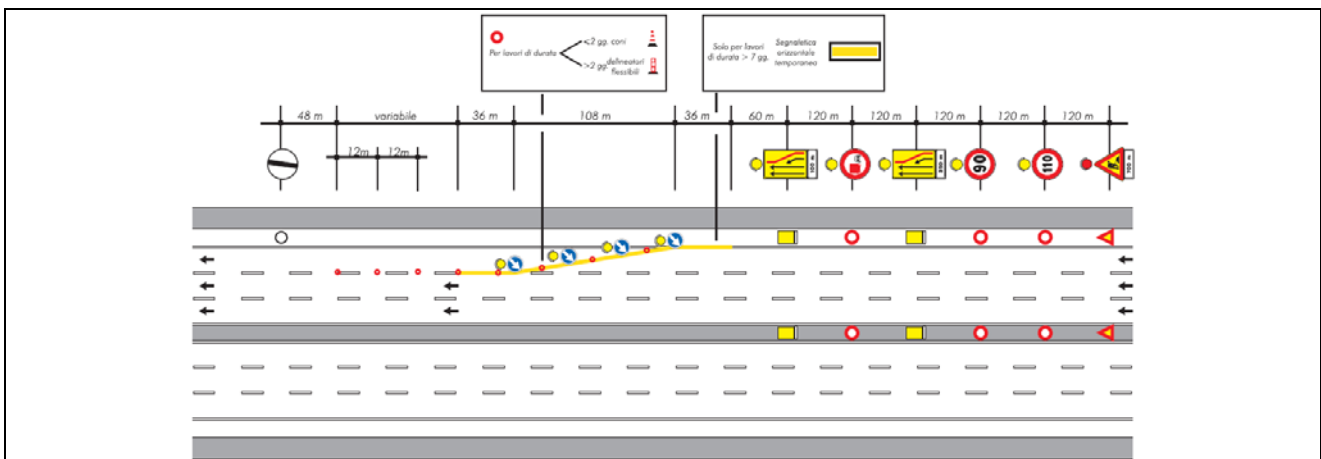 Per lavori di durata
<2 gg. coni
>2 gg. delineatori
flessibili
Solo per lavori
di durata > 7 gg.
Segnaletica
orizzontale
temporanea
48 m
variabile
36 m
108 m
36 m
60 m
120 m
120 m
120 m
120 m
120 m
12m
12m
90
110
700 m